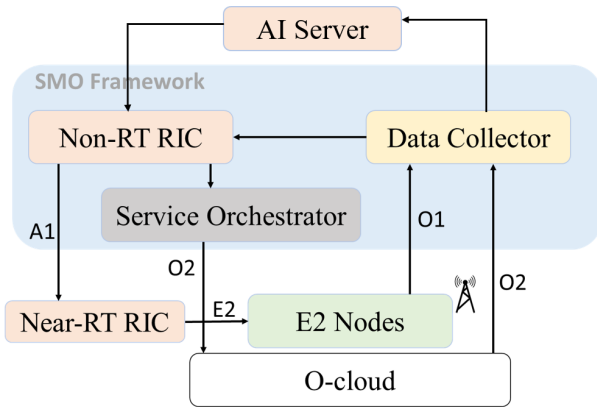 AI Server
SMO Framework
Non-RT RIC
Data Collector
Service Orchestrator
A1
O2
O1
O2
Near-RT RIC
E2
E2 Nodes
O-cloud